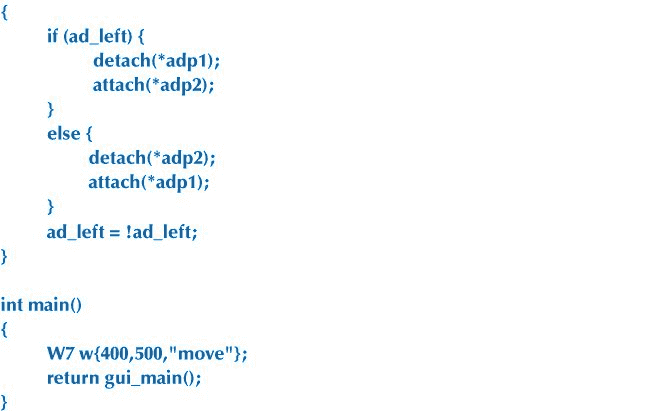 {
if (ad_left) {
detach(*adp1);
attach(*adp2);
}
else {
detach(*adp2);
attach(*adp1);
}
ad_left = !ad_left;
}
int main()
{
W7 w{400,500,"move"};
return gui_main();
}